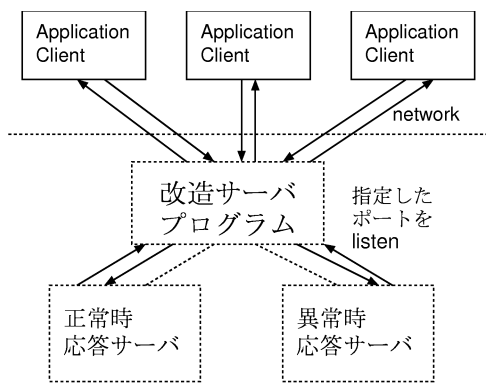 Application
Client
Application
Client
Application
Client
network
改造サーバ
プログラム
指定した
ポートを
listen
正常時
応答サーバ
異常時
応答サーバ